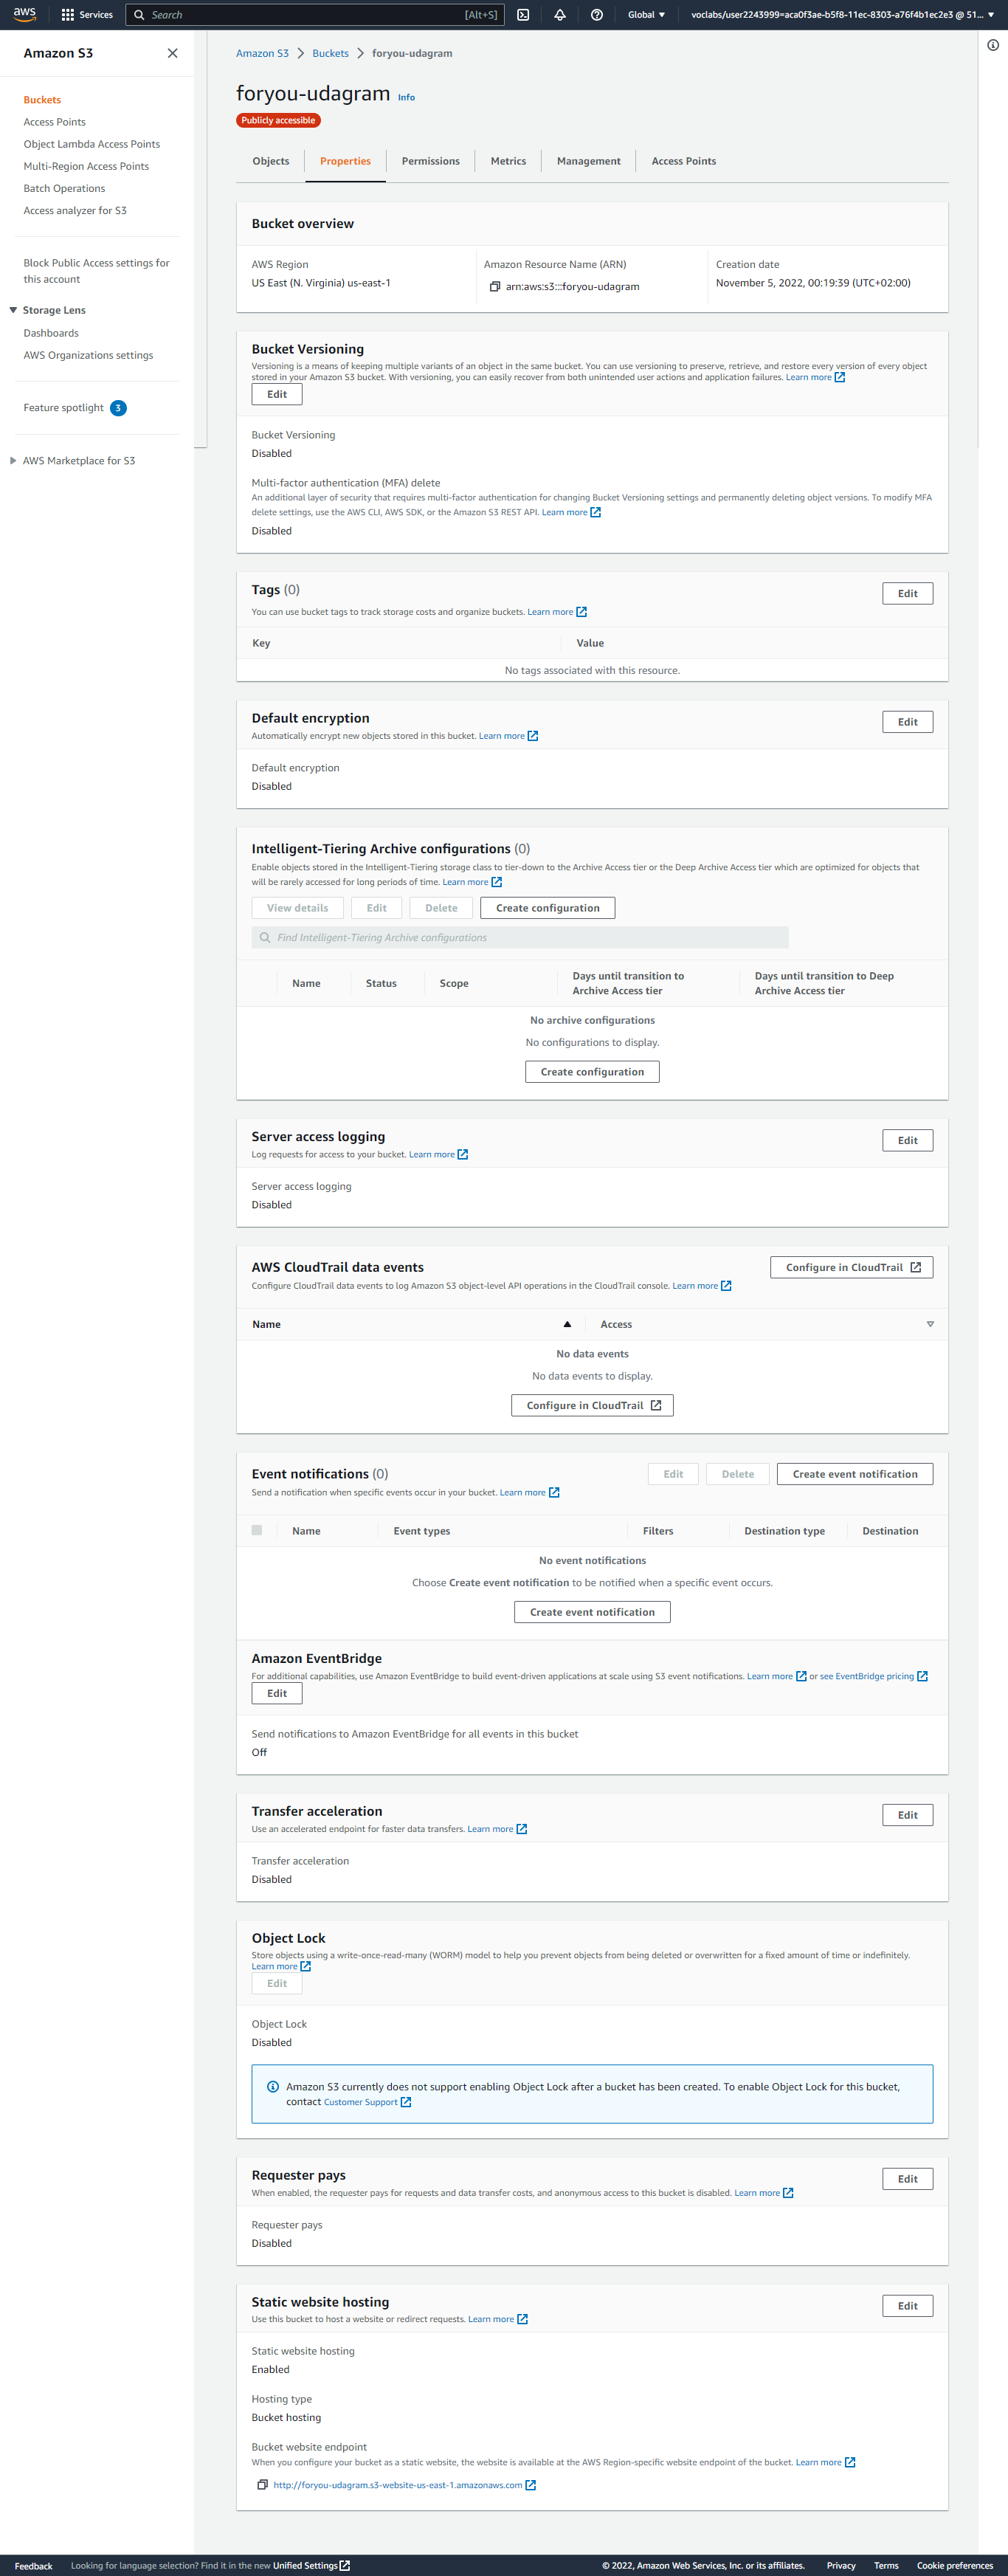 aws
Services
Search
[Alt+S]
Global
voclabs/user2243999=aca0f3ae-b5f8-11ec-8303-a76f4b1ec2e3 @ 51...
Amazon S3
Buckets
Access Points
Object Lambda Access Points
Multi-Region Access Points
Batch Operations
Access analyzer for S3
Block Public Access settings for
this account
Storage Lens
Dashboards
AWS Organizations settings
Feature spotlight 3
AWS Marketplace for S3
Amazon S3 > Buckets > foryou-udagram
foryou-udagram Info
Publicly accessible
Objects
Properties
Permissions
Metrics
Management
Access Points
Bucket overview
AWS Region
US East (N. Virginia) us-east-1
Amazon Resource Name (ARN)
arn:aws:s3:::foryou-udagram
Creation date
November 5, 2022, 00:19:39 (UTC+02:00)
Bucket Versioning
Versioning is a means of keeping multiple variants of an object in the same bucket. You can use versioning to preserve, retrieve, and restore every version of every object
stored in your Amazon S3 bucket. With versioning, you can easily recover from both unintended user actions and application failures. Learn more
Edit
Bucket Versioning
Disabled
Multi-factor authentication (MFA) delete
An additional layer of security that requires multi-factor authentication for changing Bucket Versioning settings and permanently deleting object versions. To modify MFA
delete settings, use the AWS CLI, AWS SDK, or the Amazon S3 REST API. Learn more
Disabled
Tags (0)
Edit
You can use bucket tags to track storage costs and organize buckets. Learn more
Key
Value
No tags associated with this resource.
Default encryption
Edit
Automatically encrypt new objects stored in this bucket. Learn more
Default encryption
Disabled
Intelligent-Tiering Archive configurations (0)
Enable objects stored in the Intelligent-Tiering storage class to tier-down to the Archive Access tier or the Deep Archive Access tier which are optimized for objects that
will be rarely accessed for long periods of time. Learn more
View details
Edit
Delete
Create configuration
Find Intelligent-Tiering Archive configurations
Name
Status
Scope
Days until transition to
Archive Access tier
Days until transition to Deep
Archive Access tier
No archive configurations
No configurations to display.
Create configuration
Server access logging
Edit
Log requests for access to your bucket. Learn more
Server access logging
Disabled
AWS CloudTrail data events
Configure in CloudTrail
Configure CloudTrail data events to log Amazon S3 object-level API operations in the CloudTrail console. Learn more
Name
Access
No data events
No data events to display.
Configure in CloudTrail
Event notifications (0)
Edit
Delete
Create event notification
Send a notification when specific events occur in your bucket. Learn more
Name
Event types
Filters
Destination type
Destination
No event notifications
Choose Create event notification to be notified when a specific event occurs.
Create event notification
Amazon EventBridge
For additional capabilities, use Amazon EventBridge to build event-driven applications at scale using S3 event notifications. Learn more or see EventBridge pricing
Edit
Send notifications to Amazon EventBridge for all events in this bucket
Off
Transfer acceleration
Edit
Use an accelerated endpoint for faster data transfers. Learn more
Transfer acceleration
Disabled
Object Lock
Store objects using a write-once-read-many (WORM) model to help you prevent objects from being deleted or overwritten for a fixed amount of time or indefinitely.
Learn more
Edit
Object Lock
Disabled
Amazon S3 currently does not support enabling Object Lock after a bucket has been created. To enable Object Lock for this bucket,
contact Customer Support
Requester pays
Edit
When enabled, the requester pays for requests and data transfer costs, and anonymous access to this bucket is disabled. Learn more
Requester pays
Disabled
Static website hosting
Edit
Use this bucket to host a website or redirect requests. Learn more
Static website hosting
Enabled
Hosting type
Bucket hosting
Bucket website endpoint
When you configure your bucket as a static website, the website is available at the AWS Region-specific website endpoint of the bucket. Learn more
http://foryou-udagram.s3-website-us-east-1.amazonaws.com
Feedback
Looking for language selection? Find it in the new Unified Settings
© 2022, Amazon Web Services, Inc. or its affiliates.
Privacy
Terms
Cookie preferences